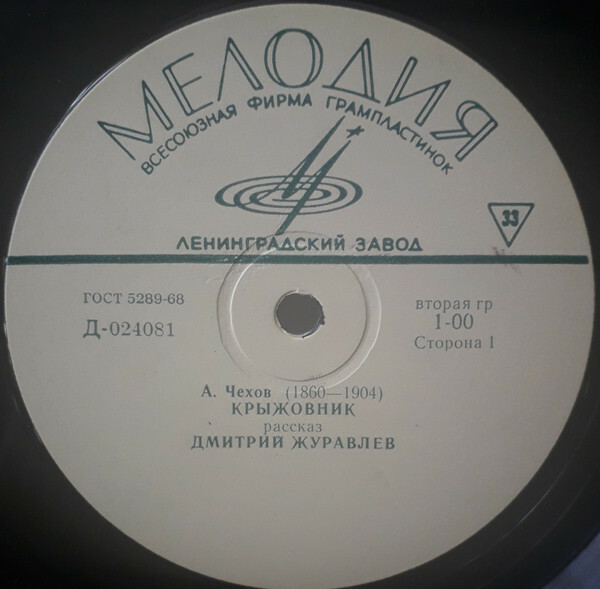 МЕЛОДИЯ
ВСЕСОЮЗНАЯ ФИРМА ГРАМПЛАСТИНОК
33
ЛЕНИНГРАДСКИЙ ЗАВОД
ГОСТ 5289-68
Д-024081
вторая гр
1-00
Сторона 1
А. Чехов (1860—1904)
КРЫЖОВНИК
рассказ
ДМИТРИЙ ЖУРАВЛЕВ